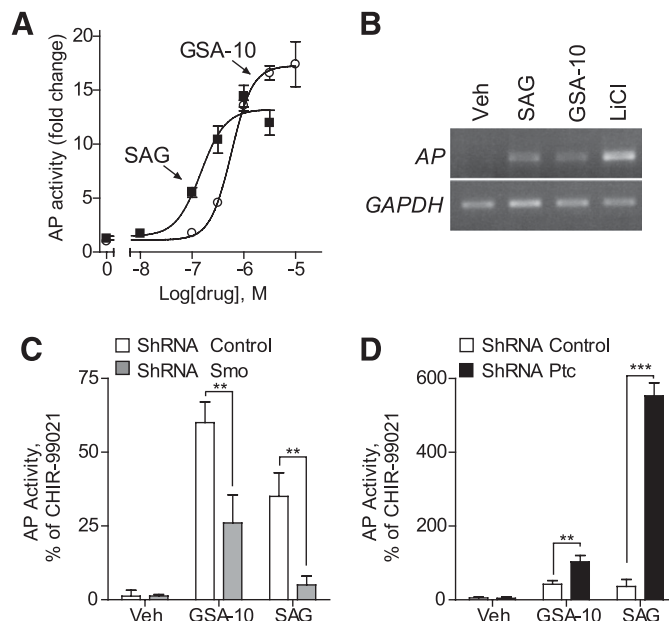 A
AP activity (fold change)
20
15
10
5
0
GSA-10
SAG
0 -8 -7 -6 -5
Log[drug], M
B
Veh SAG GSA-10 LiCl
AP
GAPDH
C
ShRNA Control
ShRNA Smo
AP Activity,
% of CHIR-99021
75
50
25
0
**
**
Veh GSA-10 SAG
D
ShRNA Control
ShRNA Ptc
AP Activity,
% of CHIR-99021
600
400
200
0
**
***
Veh GSA-10 SAG